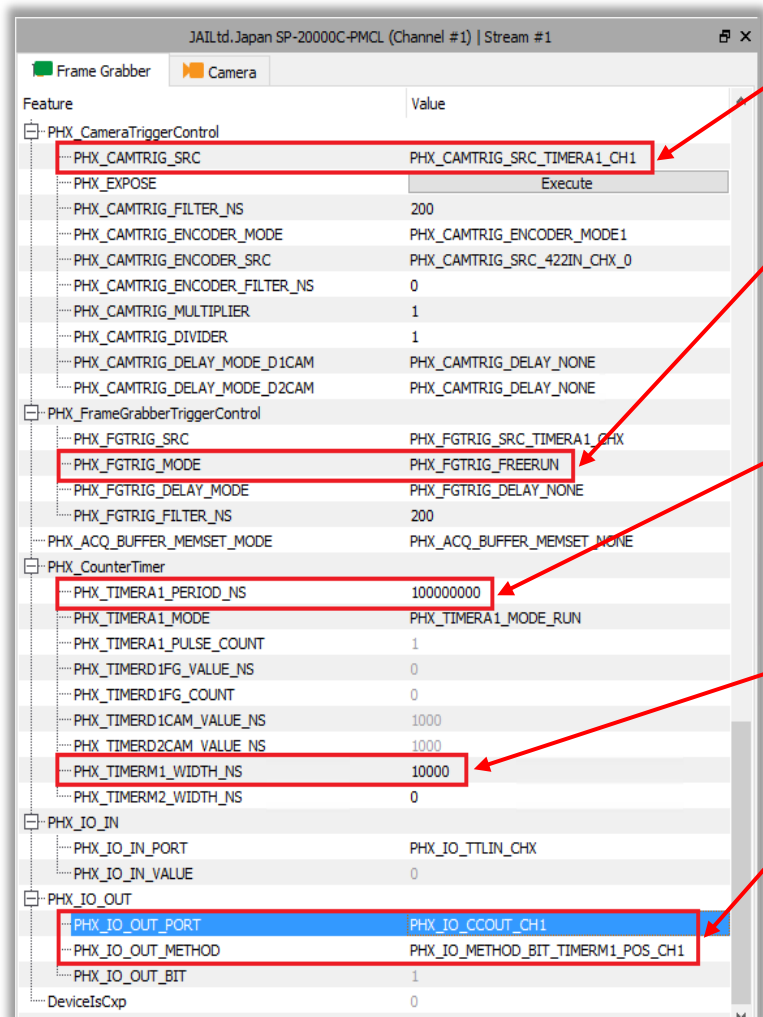 JAILtd.Japan SP-20000C-PMCL (Channel #1) | Stream #1
Frame Grabber Camera
Feature Value
PHX_CameraTriggerControl
PHX_CAMTRIG_SRC PHX_CAMTRIG_SRC_TIMERA1_CH1
PHX_EXPOSE Execute
PHX_CAMTRIG_FILTER_NS 200
PHX_CAMTRIG_ENCODER_MODE PHX_CAMTRIG_ENCODER_MODE1
PHX_CAMTRIG_ENCODER_SRC PHX_CAMTRIG_SRC_422IN_CHX_0
PHX_CAMTRIG_ENCODER_FILTER_NS 0
PHX_CAMTRIG_MULTIPLIER 1
PHX_CAMTRIG_DIVIDER 1
PHX_CAMTRIG_DELAY_MODE_D1CAM PHX_CAMTRIG_DELAY_NONE
PHX_CAMTRIG_DELAY_MODE_D2CAM PHX_CAMTRIG_DELAY_NONE
PHX_FrameGrabberTriggerControl
PHX_FGTRIG_SRC PHX_FGTRIG_SRC_TIMERA1_CHX
PHX_FGTRIG_MODE PHX_FGTRIG_FREERUN
PHX_FGTRIG_DELAY_MODE PHX_FGTRIG_DELAY_NONE
PHX_FGTRIG_FILTER_NS 200
PHX_ACQ_BUFFER_MEMSET_MODE PHX_ACQ_BUFFER_MEMSET_NONE
PHX_CounterTimer
PHX_TIMERA1_PERIOD_NS 100000000
PHX_TIMERA1_MODE PHX_TIMERA1_MODE_RUN
PHX_TIMERA1_PULSE_COUNT 1
PHX_TIMERD1FG_VALUE_NS 0
PHX_TIMERD1FG_COUNT 0
PHX_TIMERD1CAM_VALUE_NS 1000
PHX_TIMERD2CAM_VALUE_NS 1000
PHX_TIMERM1_WIDTH_NS 10000
PHX_TIMERM2_WIDTH_NS 0
PHX_IO_IN
PHX_IO_IN_PORT PHX_IO_TTLIN_CHX
PHX_IO_IN_VALUE 0
PHX_IO_OUT
PHX_IO_OUT_PORT PHX_IO_CCOUT_CH1
PHX_IO_OUT_METHOD PHX_IO_METHOD_BIT_TIMERM1_POS_CH1
PHX_IO_OUT_BIT 1
DeviceIsCxp 0